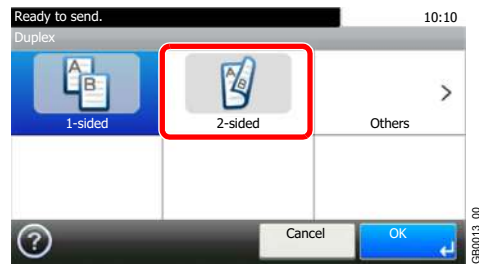 Ready to send. 10:10
Duplex
A B A B
1-sided 2-sided Others
? Cancel OK
GB0013_00